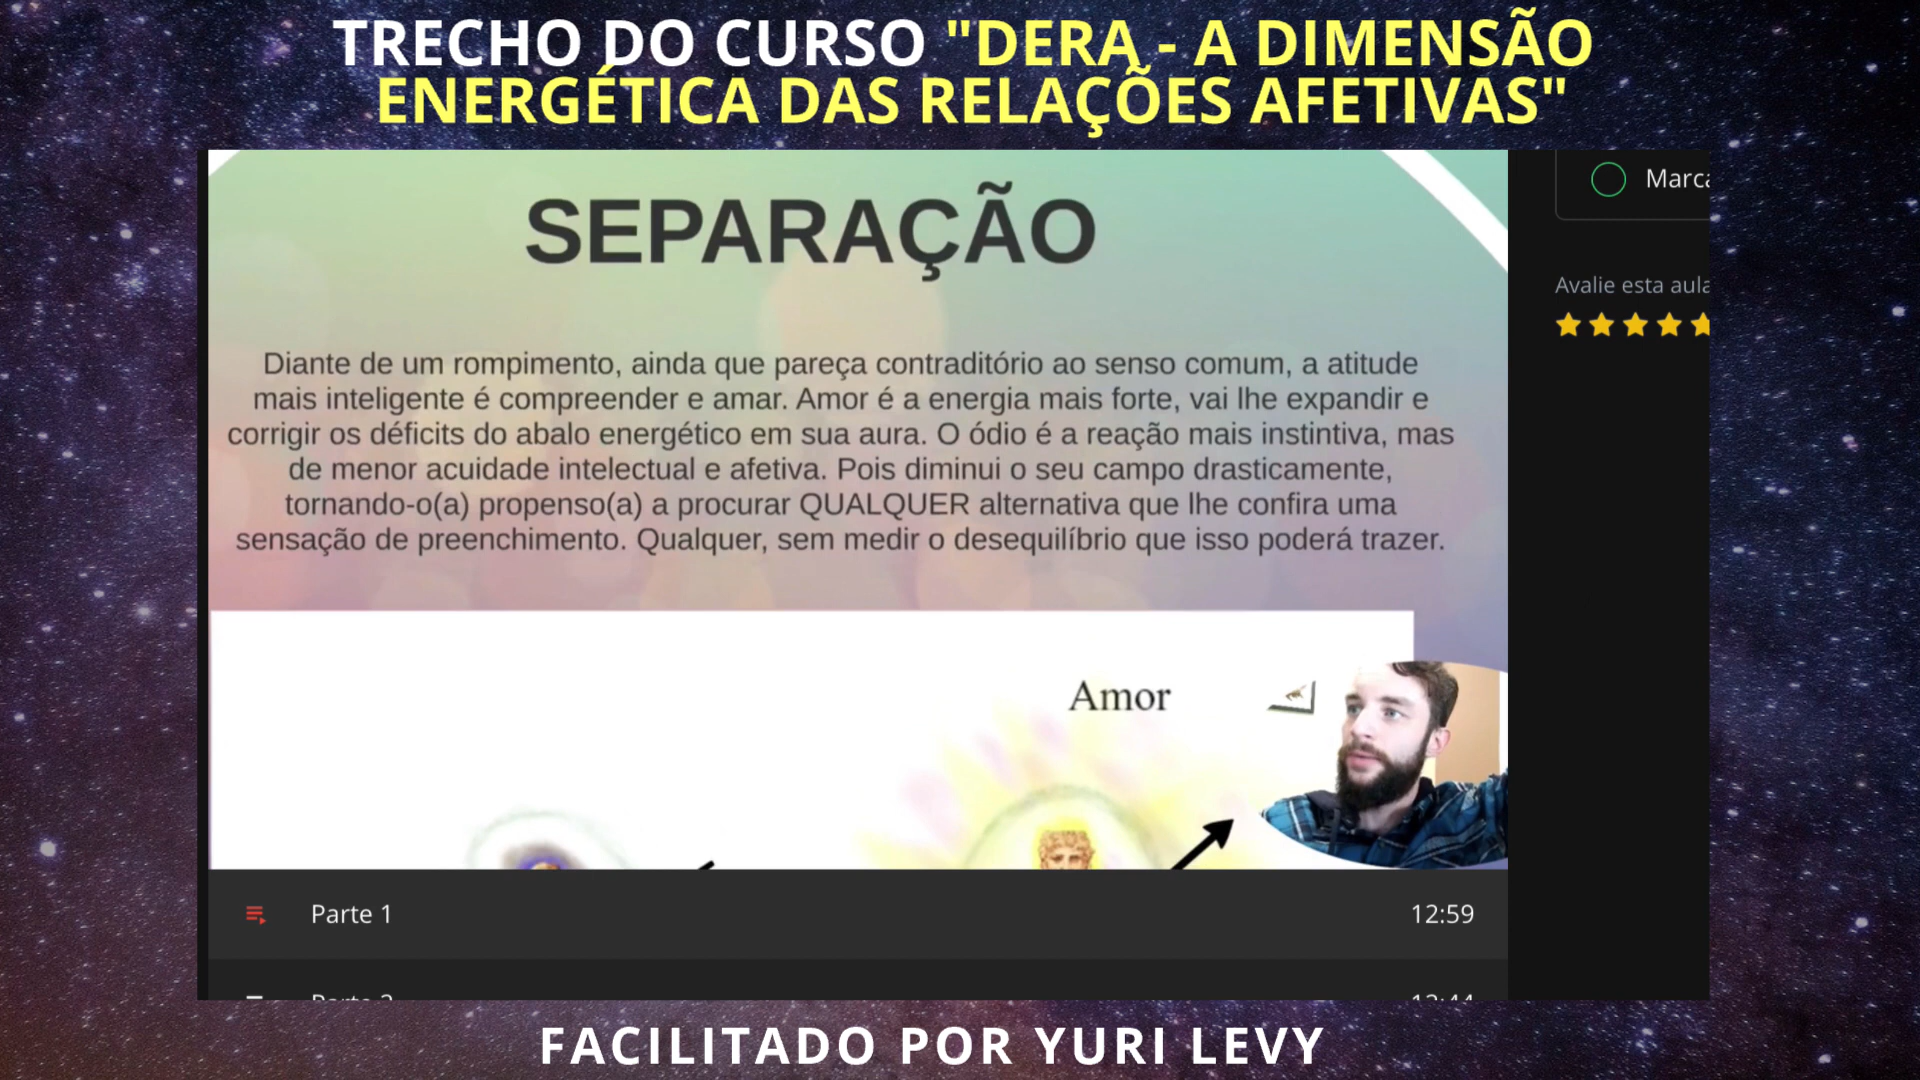 TRECHO DO CURSO "DERA - A DIMENSÃO
ENERGÉTICA DAS RELAÇÕES AFETIVAS"
SEPARAÇÃO
Diante de um rompimento, ainda que pareça contraditório ao senso comum, a atitude
mais inteligente é compreender e amar. Amor é a energia mais forte, vai lhe expandir e
corrigir os déficits do abalo energético em sua aura. O ódio é a reação mais instintiva, mas
de menor acuidade intelectual e afetiva. Pois diminui o seu campo drasticamente,
tornando-o(a) propenso(a) a procurar QUALQUER alternativa que lhe confira uma
sensação de preenchimento. Qualquer, sem medir o desequilíbrio que isso poderá trazer.
Amor
Marca
Avalie esta aula
Parte 1 12:59
FACILITADO POR YURI LEVY